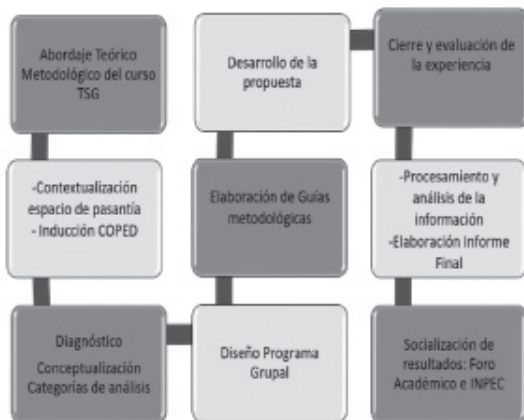 Abordaje Teórico
Metodológico del curso
TSG
-Contextualización
espacio de pasantía
- Inducción COPED
Diagnóstico
Conceptualización
Categorías de análisis
Diseño Programa
Grupal
Elaboración de Guías
metodológicas
Desarrollo de la
propuesta
Cierre y evaluación de
la experiencia
-Procesamiento y
análisis de la
información
-Elaboración Informe
Final
Socialización de
resultados: Foro
Académico e INPEC